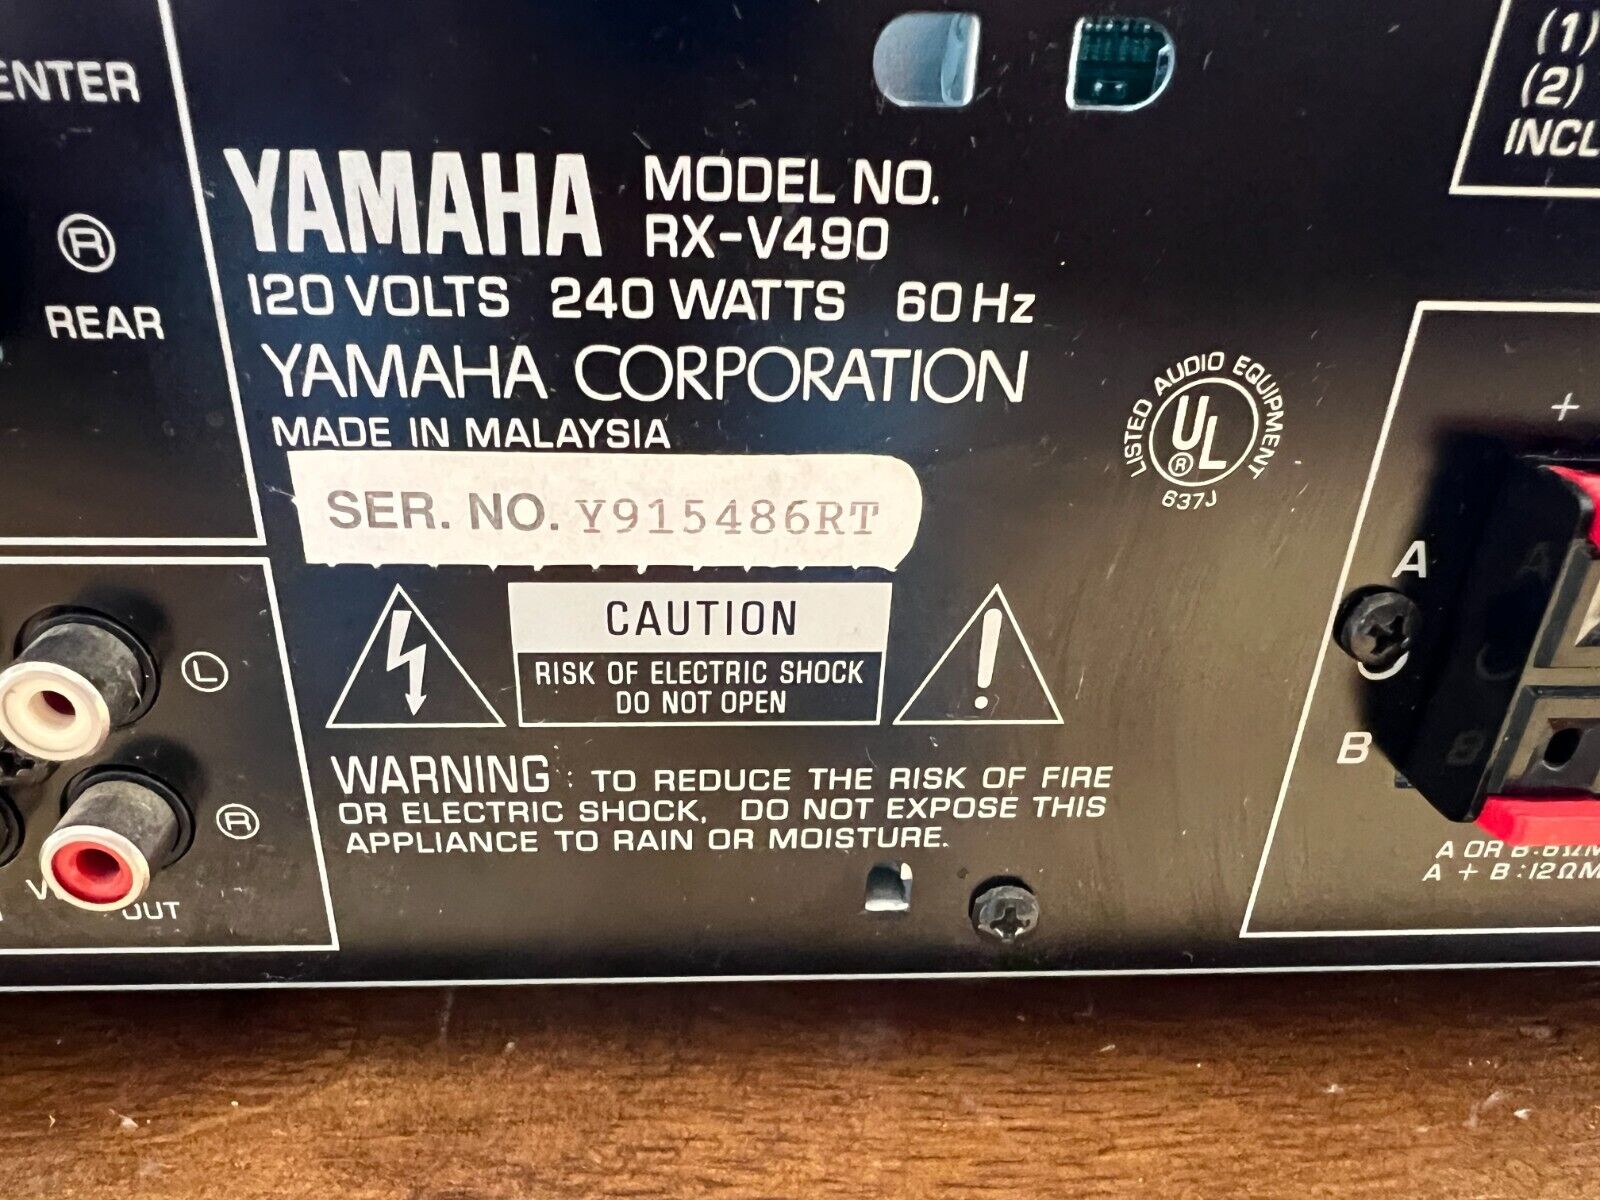 ENTER
(1)
(2)
INCL
YAMAHA MODEL NO.
RX-V490
R
REAR
120 VOLTS 240 WATTS 60 Hz
YAMAHA CORPORATION
MADE IN MALAYSIA
SER. NO. Y915486RT
LISTED AUDIO EQUIPMENT
UL
®
637J
+
A
B
CAUTION
RISK OF ELECTRIC SHOCK
DO NOT OPEN
L
R
OUT
WARNING : TO REDUCE THE RISK OF FIRE
OR ELECTRIC SHOCK, DO NOT EXPOSE THIS
APPLIANCE TO RAIN OR MOISTURE.
A OR B:6ΩM
A + B:12ΩM